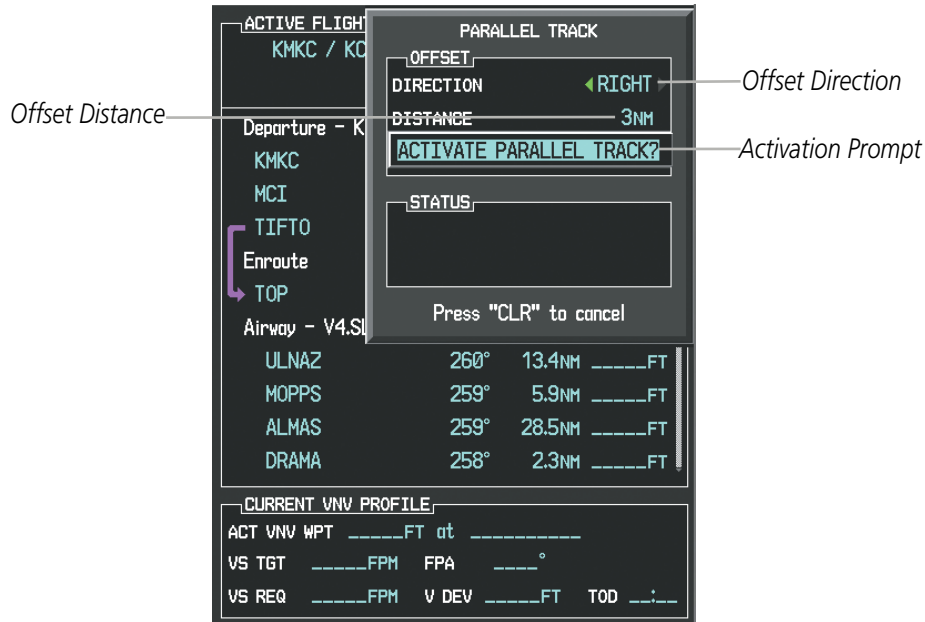 ACTIVE FLIGHT
KMKC / KC
PARALLEL TRACK
OFFSET
DIRECTION RIGHT
Offset Direction
Offset Distance
DISTANCE 3NM
ACTIVATE PARALLEL TRACK?
Activation Prompt
STATUS
Press "CLR" to cancel
Departure - K
KMKC
MCI
TIFTO
Enroute
TOP
Airway - V4.SL
ULNAZ 260° 13.4NM _____FT
MOPPS 259° 5.9NM _____FT
ALMAS 259° 28.5NM _____FT
DRAMA 258° 2.3NM _____FT
CURRENT VNV PROFILE
ACT VNV WPT _____FT at __________
VS TGT _____FPM FPA ____°
VS REQ _____FPM V DEV _____FT TOD __:__